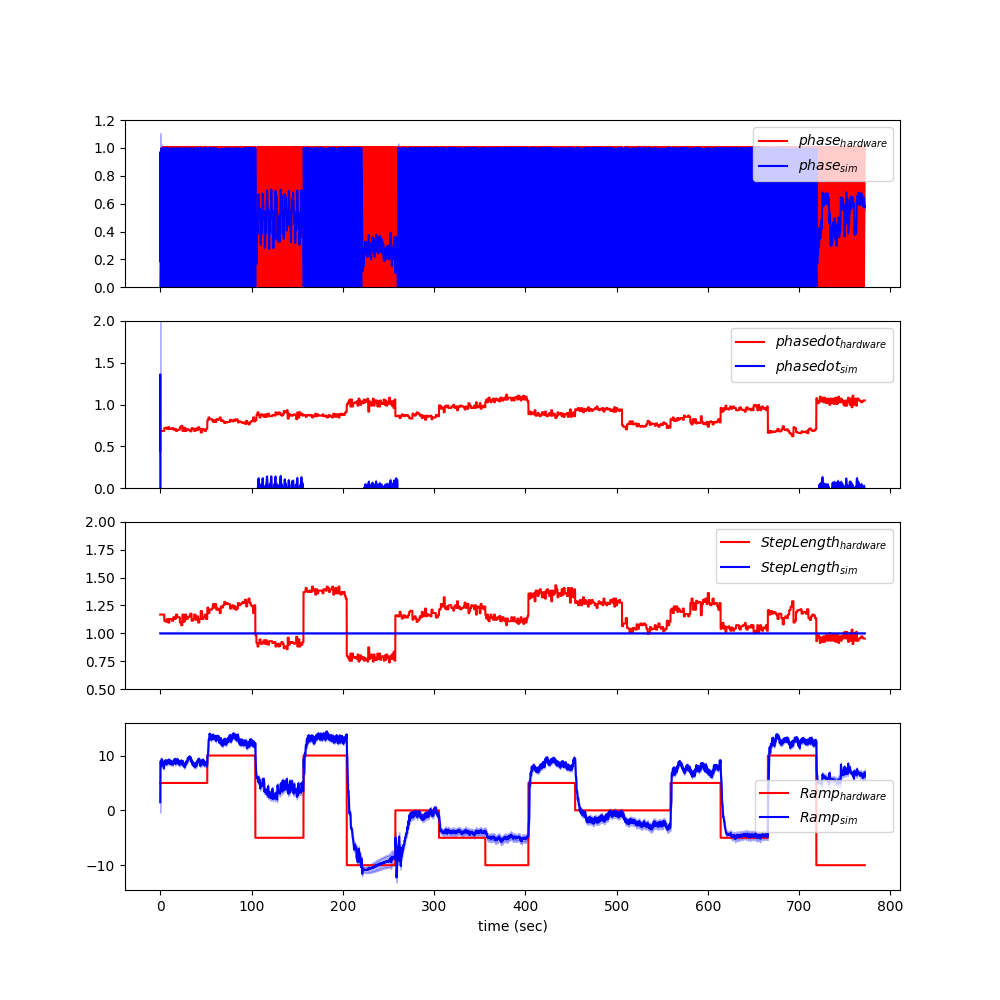 1.2
1.0
0.8
0.6
0.4
0.2
0.0
phase_hardware
phase_sim
2.0
1.5
1.0
0.5
0.0
phasedot_hardware
phasedot_sim
2.00
1.75
1.50
1.25
1.00
0.75
0.50
StepLength_hardware
StepLength_sim
10
0
−10
Ramp_hardware
Ramp_sim
0 100 200 300 400 500 600 700 800
time (sec)